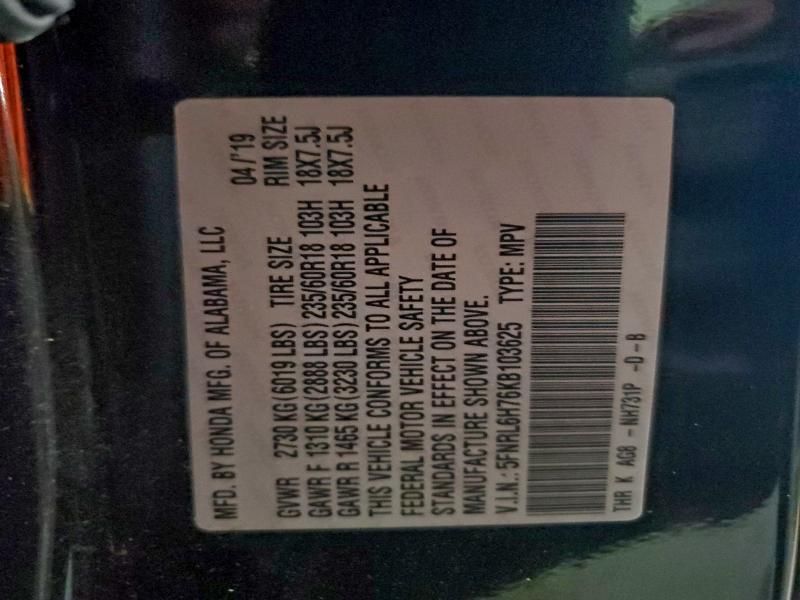 MFD. BY HONDA MFG. OF ALABAMA, LLC 04/'19
GVWR 2730 KG (6019 LBS) TIRE SIZE RIM SIZE
GAWR F 1310 KG (2888 LBS) 235/60R18 103H 18X7.5J
GAWR R 1465 KG (3230 LBS) 235/60R18 103H 18X7.5J
THIS VEHICLE CONFORMS TO ALL APPLICABLE
FEDERAL MOTOR VEHICLE SAFETY
STANDARDS IN EFFECT ON THE DATE OF
MANUFACTURE SHOWN ABOVE.
V.I.N.: 5FNRL6H76KB103625 TYPE: MPV
THR K AG8 - NH731P -D-B